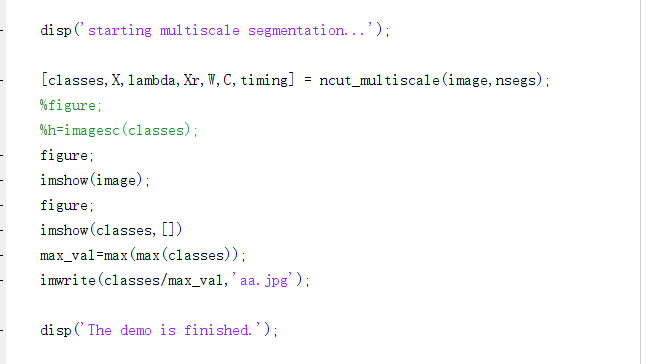 disp('starting multiscale segmentation...');
[classes,X,lambda,Xr,W,C,timing] = ncut_multiscale(image,nsegs);
%figure;
%h=imagesc(classes);
figure;
imshow(image);
figure;
imshow(classes,[])
max_val=max(max(classes));
imwrite(classes/max_val,'aa.jpg');
disp('The demo is finished.');